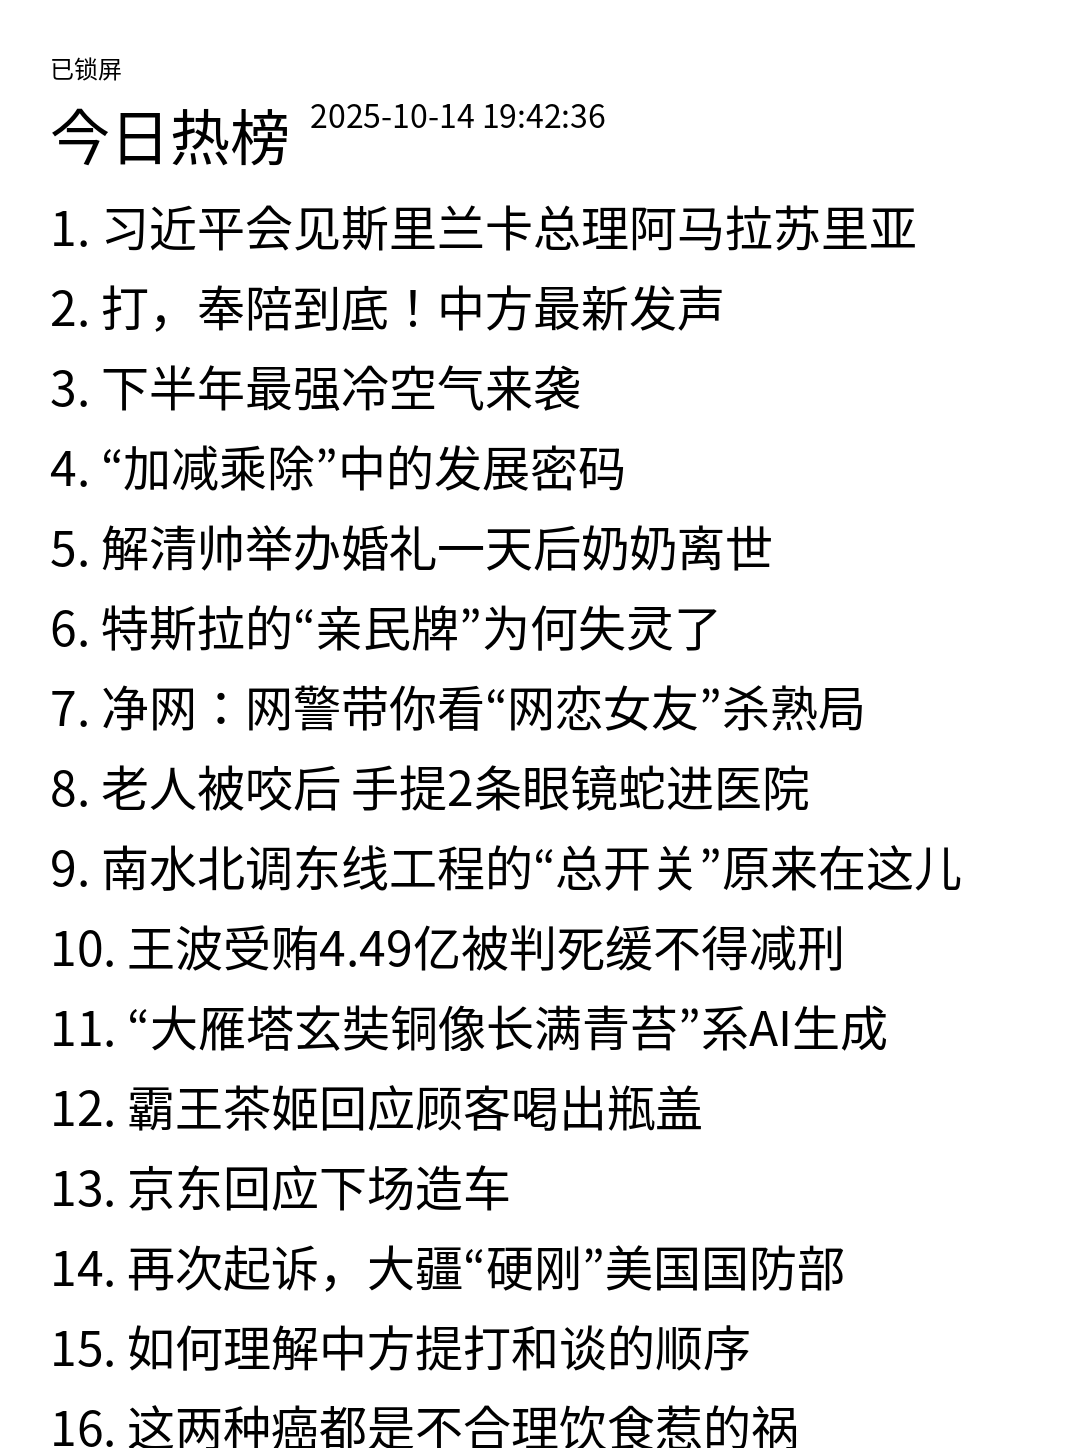 已锁屏
今日热榜 2025-10-14 19:42:36
1. 习近平会见斯里兰卡总理阿马拉苏里亚
2. 打，奉陪到底！中方最新发声
3. 下半年最强冷空气来袭
4. “加减乘除”中的发展密码
5. 解清帅举办婚礼一天后奶奶离世
6. 特斯拉的“亲民牌”为何失灵了
7. 净网：网警带你看“网恋女友”杀熟局
8. 老人被咬后 手提2条眼镜蛇进医院
9. 南水北调东线工程的“总开关”原来在这儿
10. 王波受贿4.49亿被判死缓不得减刑
11. “大雁塔玄奘铜像长满青苔”系AI生成
12. 霸王茶姬回应顾客喝出瓶盖
13. 京东回应下场造车
14. 再次起诉，大疆“硬刚”美国国防部
15. 如何理解中方提打和谈的顺序
16. 这两种癌都是不合理饮食惹的祸